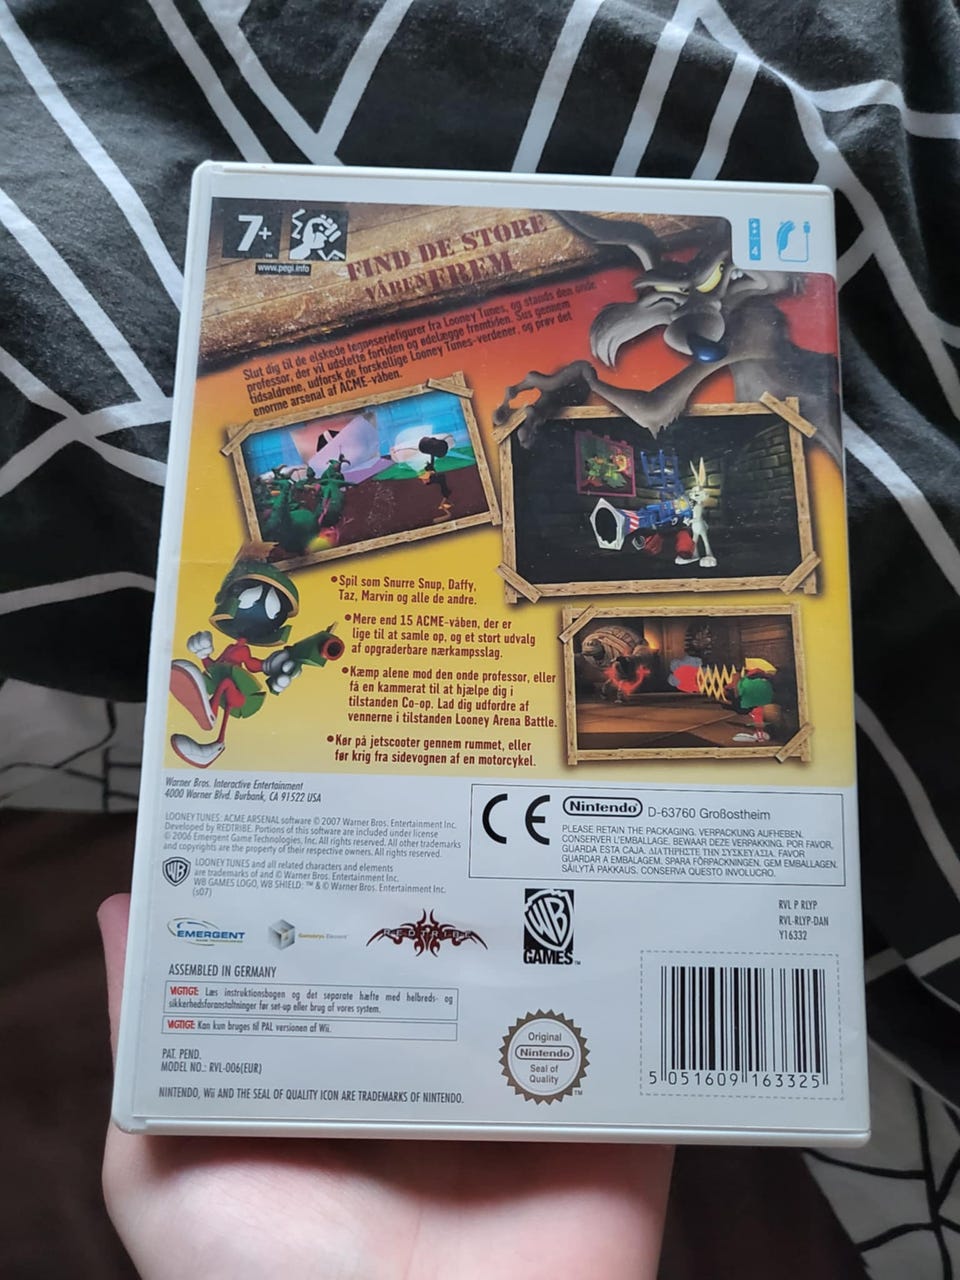 7+
™
www.pegi.info
4
FIND DE STORE
VÅBEN FREM
Slut dig til de elskede tegneseriefigurer fra Looney Tunes, og stands den onde
professor, der vil udslette fortiden og ødelægge fremtiden. Sus gennem
tidsaldrene, udforsk de forskellige Looney Tunes-verdener, og prøv det
enorme arsenal af ACME-våben.
•Spil som Snurre Snup, Daffy,
Taz, Marvin og alle de andre.
•Mere end 15 ACME-våben, der er
lige til at samle op, og et stort udvalg
af opgraderbare nærkampsslag.
•Kæmp alene mod den onde professor, eller
få en kammerat til at hjælpe dig i
tilstanden Co-op. Lad dig udfordre af
vennerne i tilstanden Looney Arena Battle.
•Kør på jetscooter gennem rummet, eller
før krig fra sidevognen af en motorcykel.
Warner Bros. Interactive Entertainment
4000 Warner Blvd. Burbank, CA 91522 USA
LOONEY TUNES: ACME ARSENAL software © 2007 Warner Bros. Entertainment Inc.
Developed by REDTRIBE. Portions of this software are included under license
© 2006 Emergent Game Technologies, Inc. All rights reserved. All other trademarks
and copyrights are the property of their respective owners. All rights reserved.
WB
LOONEY TUNES and all related characters and elements
are trademarks of and © Warner Bros. Entertainment Inc.
WB GAMES LOGO, WB SHIELD: ™ & © Warner Bros. Entertainment Inc.
(s07)
CE
Nintendo®
D-63760 Großostheim
PLEASE RETAIN THE PACKAGING. VERPACKUNG AUFHEBEN.
CONSERVER L'EMBALLAGE. BEWAAR DEZE VERPAKKING. POR FAVOR,
GUARDA ESTA CAJA. ΔΙΑΤΗΡΗΣΤΕ ΤΗΝ ΣΥΣΚΕΥΑΣΙΑ. FAVOR
GUARDAR A EMBALAGEM. SPARA FÖRPACKNINGEN. GEM EMBALLAGEN.
SÄILYTÄ PAKKAUS. CONSERVA QUESTO INVOLUCRO.
EMERGENT
GAME TECHNOLOGIES
Gamebryo Element™
REDTRIBE
WB
GAMES™
RVL P RLYP
RVL-RLYP-DAN
Y16332
ASSEMBLED IN GERMANY
VIGTIGE: Læs instruktionsbogen og det separate hæfte med helbreds- og
sikkerhedsforanstaltninger før set-up eller brug af vores system.
VIGTIGE: Kan kun bruges til PAL versionen af Wii.
PAT. PEND.
MODEL NO.: RVL-006(EUR)
NINTENDO, Wii AND THE SEAL OF QUALITY ICON ARE TRADEMARKS OF NINTENDO.
Original
Nintendo
Seal of
Quality
™
5 051609 163325